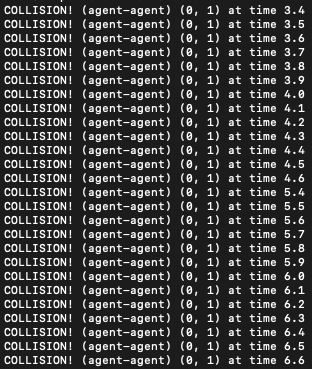 COLLISION! (agent-agent) (0, 1) at time 3.4
COLLISION! (agent-agent) (0, 1) at time 3.5
COLLISION! (agent-agent) (0, 1) at time 3.6
COLLISION! (agent-agent) (0, 1) at time 3.7
COLLISION! (agent-agent) (0, 1) at time 3.8
COLLISION! (agent-agent) (0, 1) at time 3.9
COLLISION! (agent-agent) (0, 1) at time 4.0
COLLISION! (agent-agent) (0, 1) at time 4.1
COLLISION! (agent-agent) (0, 1) at time 4.2
COLLISION! (agent-agent) (0, 1) at time 4.3
COLLISION! (agent-agent) (0, 1) at time 4.4
COLLISION! (agent-agent) (0, 1) at time 4.5
COLLISION! (agent-agent) (0, 1) at time 4.6
COLLISION! (agent-agent) (0, 1) at time 5.4
COLLISION! (agent-agent) (0, 1) at time 5.5
COLLISION! (agent-agent) (0, 1) at time 5.6
COLLISION! (agent-agent) (0, 1) at time 5.7
COLLISION! (agent-agent) (0, 1) at time 5.8
COLLISION! (agent-agent) (0, 1) at time 5.9
COLLISION! (agent-agent) (0, 1) at time 6.0
COLLISION! (agent-agent) (0, 1) at time 6.1
COLLISION! (agent-agent) (0, 1) at time 6.2
COLLISION! (agent-agent) (0, 1) at time 6.3
COLLISION! (agent-agent) (0, 1) at time 6.4
COLLISION! (agent-agent) (0, 1) at time 6.5
COLLISION! (agent-agent) (0, 1) at time 6.6